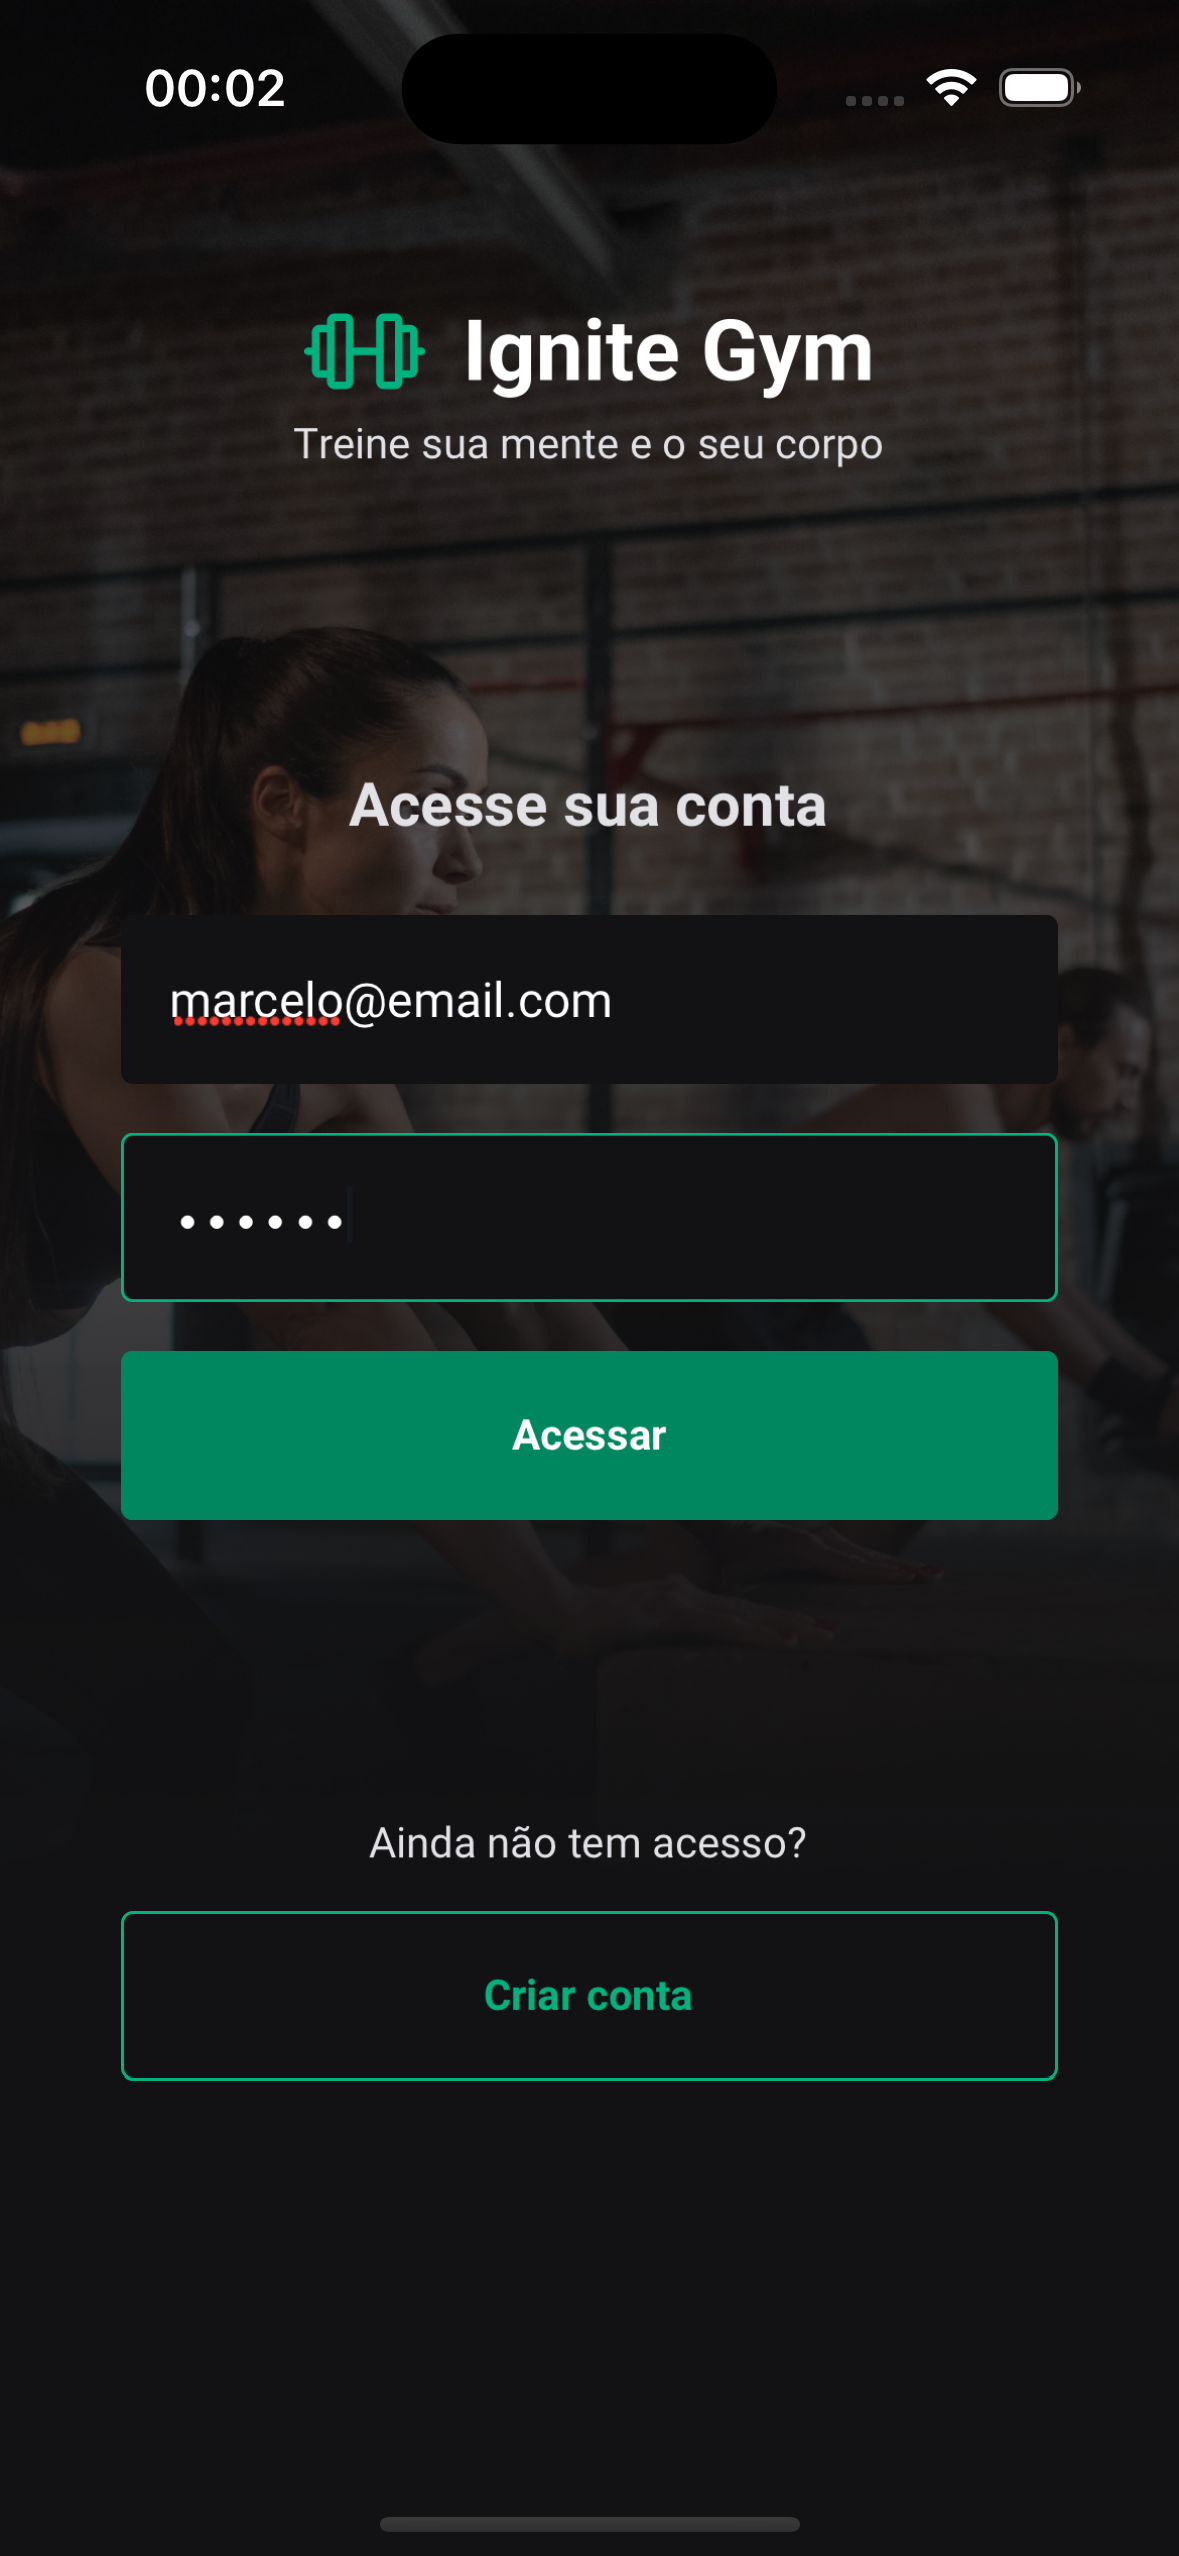 00:02
Ignite Gym
Treine sua mente e o seu corpo
Acesse sua conta
marcelo@email.com
••••••
Acessar
Ainda não tem acesso?
Criar conta